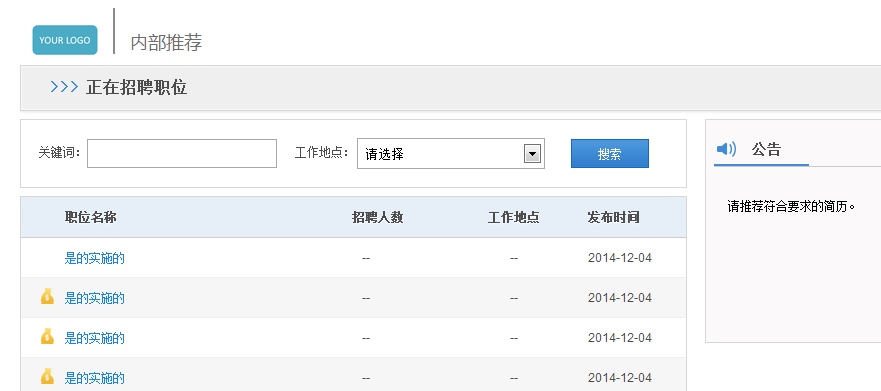 YOUR LOGO 内部推荐
>>> 正在招聘职位
关键词: 工作地点: 请选择 搜索
职位名称 招聘人数 工作地点 发布时间
是的实施的 -- -- 2014-12-04
是的实施的 -- -- 2014-12-04
是的实施的 -- -- 2014-12-04
是的实施的 -- -- 2014-12-04
公告
请推荐符合要求的简历。